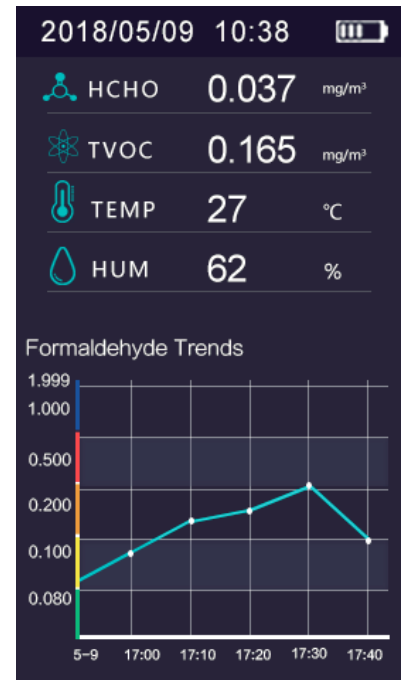 2018/05/09 10:38
HCHO 0.037 mg/m³
TVOC 0.165 mg/m³
TEMP 27 °C
HUM 62 %
Formaldehyde Trends
1.999
1.000
0.500
0.200
0.100
0.080
5-9 17:00 17:10 17:20 17:30 17:40